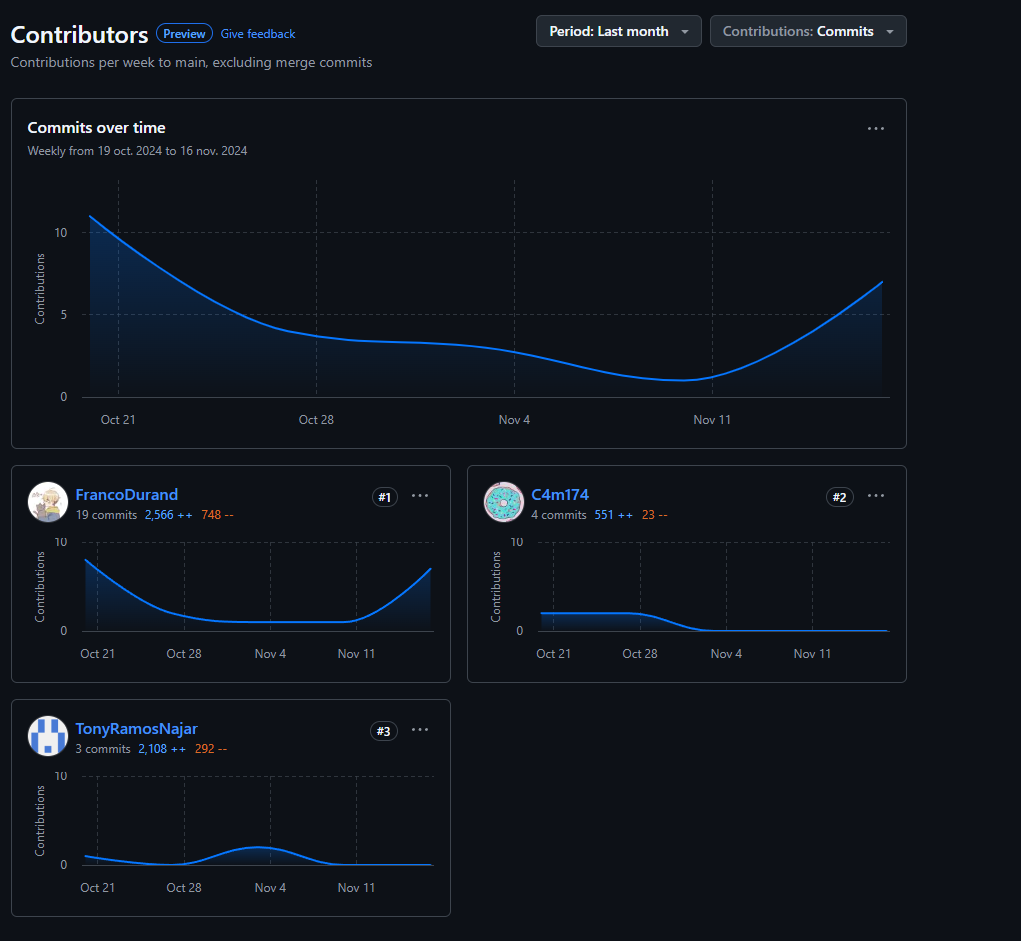 Contributors Preview Give feedback
Period: Last month
Contributions: Commits
Contributions per week to main, excluding merge commits
Commits over time
Weekly from 19 oct. 2024 to 16 nov. 2024
Contributions
10
5
0
Oct 21 Oct 28 Nov 4 Nov 11
FrancoDurand #1
19 commits 2,566 ++ 748 --
Contributions
10
0
Oct 21 Oct 28 Nov 4 Nov 11
C4m174 #2
4 commits 551 ++ 23 --
Contributions
10
0
Oct 21 Oct 28 Nov 4 Nov 11
TonyRamosNajar #3
3 commits 2,108 ++ 292 --
Contributions
10
0
Oct 21 Oct 28 Nov 4 Nov 11